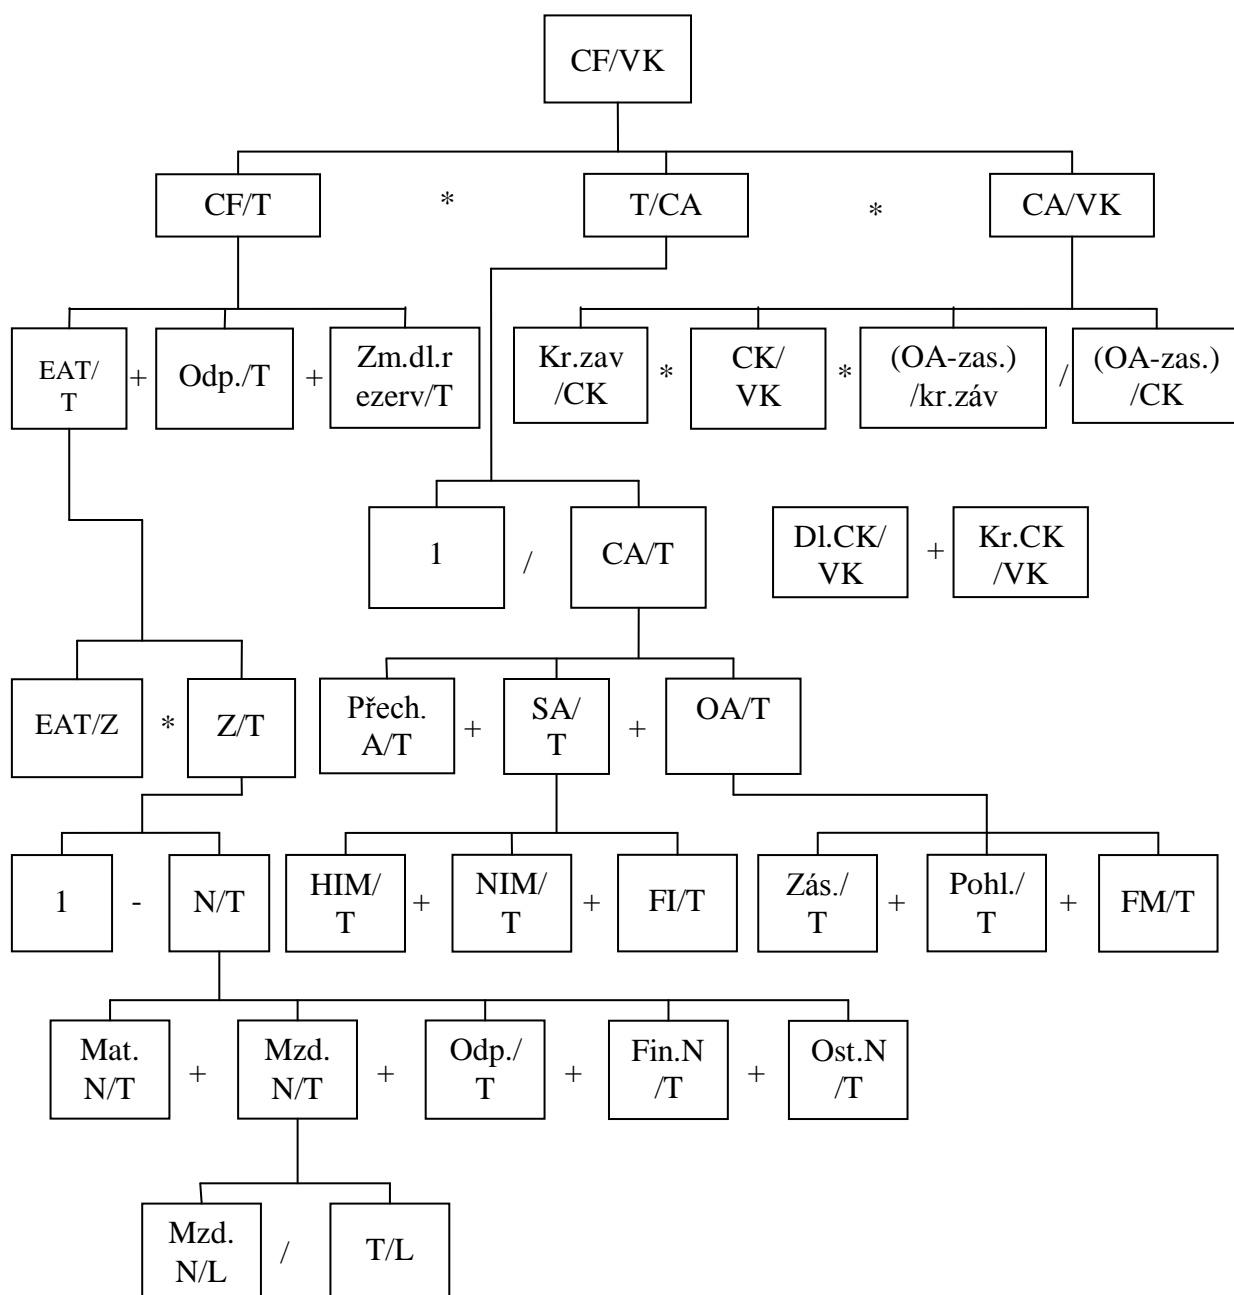 CF/VK
CF/T * T/CA * CA/VK
EAT/
T
+
Odp./T
+
Zm.dl.r
ezerv/T
Kr.zav
/CK
*
CK/
VK
*
(OA-zas.)
/kr.záv
/
(OA-zas.)
/CK
1
/
CA/T
Dl.CK/
VK
+
Kr.CK
/VK
EAT/Z
*
Z/T
Přech.
A/T
+
SA/
T
+
OA/T
1
-
N/T
HIM/
T
+
NIM/
T
+
FI/T
Zás./
T
+
Pohl./
T
+
FM/T
Mat.
N/T
+
Mzd.
N/T
+
Odp./
T
+
Fin.N
/T
+
Ost.N
/T
Mzd.
N/L
/
T/L